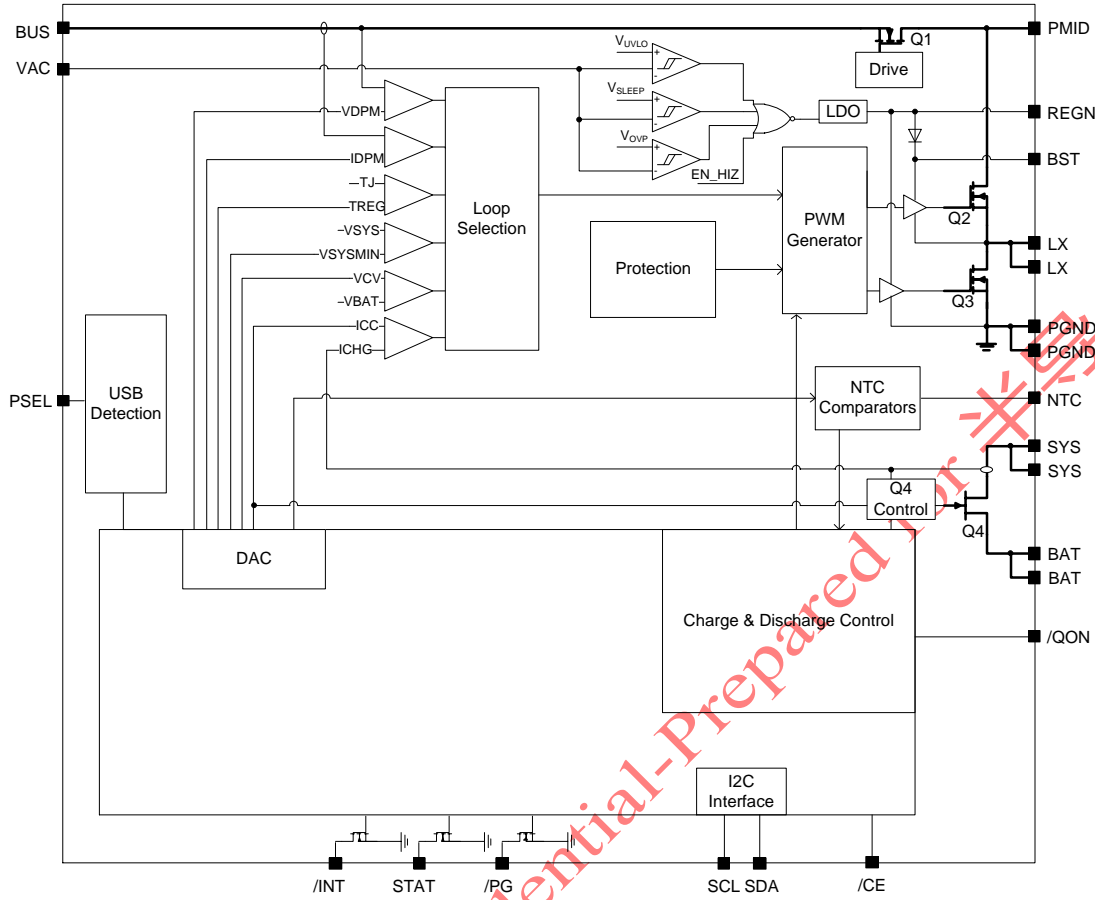 BUS
PMID
Q1
VAC
VUVLO
+
-
Drive
VSLEEP
+
-
VDPM
LDO
REGN
VOVP
+
-
IDPM
EN_HIZ
BST
TJ
TREG
Loop
Selection
PWM
Generator
Q2
VSYS
VSYSMIN
LX
LX
Protection
VCV
VBAT
Q3
ICC
ICHG
PGND
PGND
USB
Detection
PSEL
NTC
Comparators
NTC
SYS
SYS
Q4
Control
Q4
DAC
BAT
BAT
Charge & Discharge Control
/QON
I2C
Interface
/INT
STAT
/PG
SCL
SDA
/CE
ential-Prepared for 半导